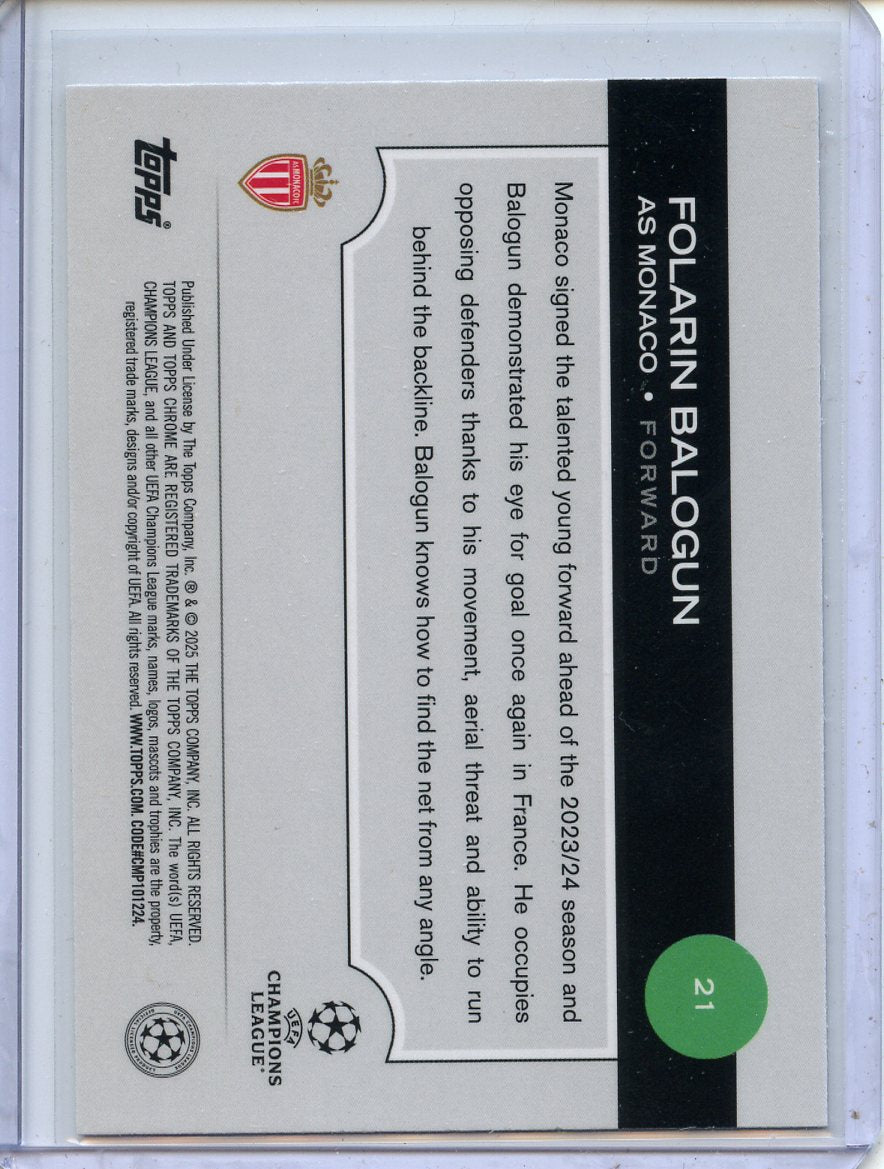 21
FOLARIN BALOGUN
AS MONACO • FORWARD
Monaco signed the talented young forward ahead of the 2023/24 season and
Balogun demonstrated his eye for goal once again in France. He occupies
opposing defenders thanks to his movement, aerial threat and ability to run
behind the backline. Balogun knows how to find the net from any angle.
AS MONACO FC
UEFA
CHAMPIONS
LEAGUE®
topps®
Published Under License by The Topps Company, Inc. ® & © 2025 THE TOPPS COMPANY, INC. ALL RIGHTS RESERVED.
TOPPS AND TOPPS CHROME ARE REGISTERED TRADEMARKS OF THE TOPPS COMPANY, INC. The word(s) UEFA,
CHAMPIONS LEAGUE, and all other UEFA Champions League marks, names, logos, mascots and trophies are the property,
registered trade marks, designs and/or copyright of UEFA. All rights reserved. WWW.TOPPS.COM. CODE#CMP101224.